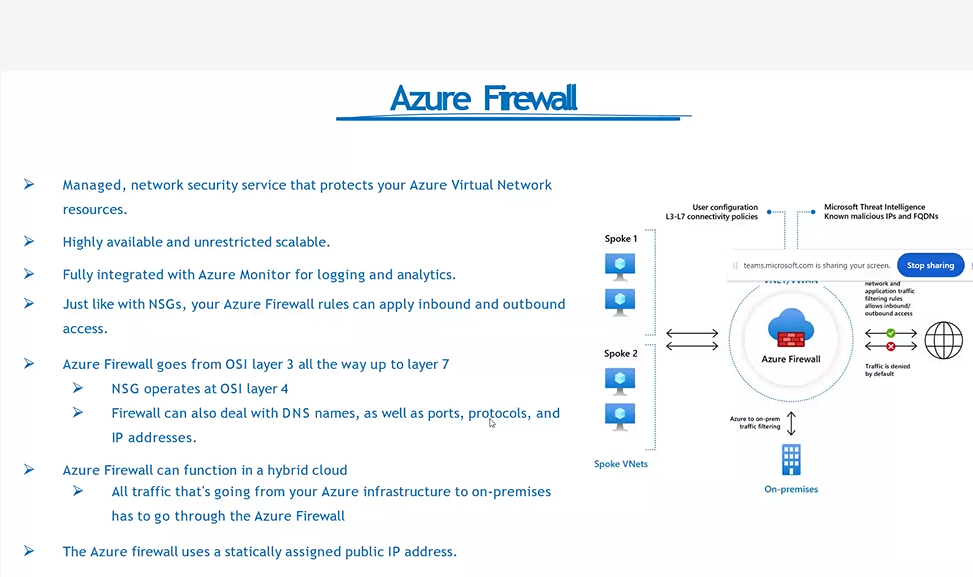 Azure Firewall
Managed, network security service that protects your Azure Virtual Network
resources.
Highly available and unrestricted scalable.
Fully integrated with Azure Monitor for logging and analytics.
Just like with NSGs, your Azure Firewall rules can apply inbound and outbound
access.
Azure Firewall goes from OSI layer 3 all the way up to layer 7
NSG operates at OSI layer 4
Firewall can also deal with DNS names, as well as ports, protocols, and
IP addresses.
Azure Firewall can function in a hybrid cloud
All traffic that's going from your Azure infrastructure to on-premises
has to go through the Azure Firewall
The Azure firewall uses a statically assigned public IP address.
User configuration
L3-L7 connectivity policies
Microsoft Threat Intelligence
Known malicious IPs and FQDNs
Spoke 1
teams.microsoft.com is sharing your screen.
Stop sharing
VNET/VWAN
network and
application traffic
filtering rules
allows inbound/
outbound access
Azure Firewall
Spoke 2
Traffic is denied
by default
Azure to on-prem
traffic filtering
Spoke VNets
On-premises